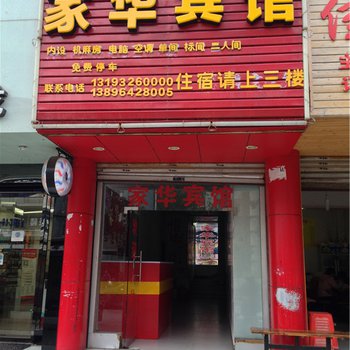 家华宾馆
内设 机麻房 电脑 空调 单间 标间 三人间
免费停车
联系电话 13193260000
13896428005
住宿请上三楼
家华宾馆